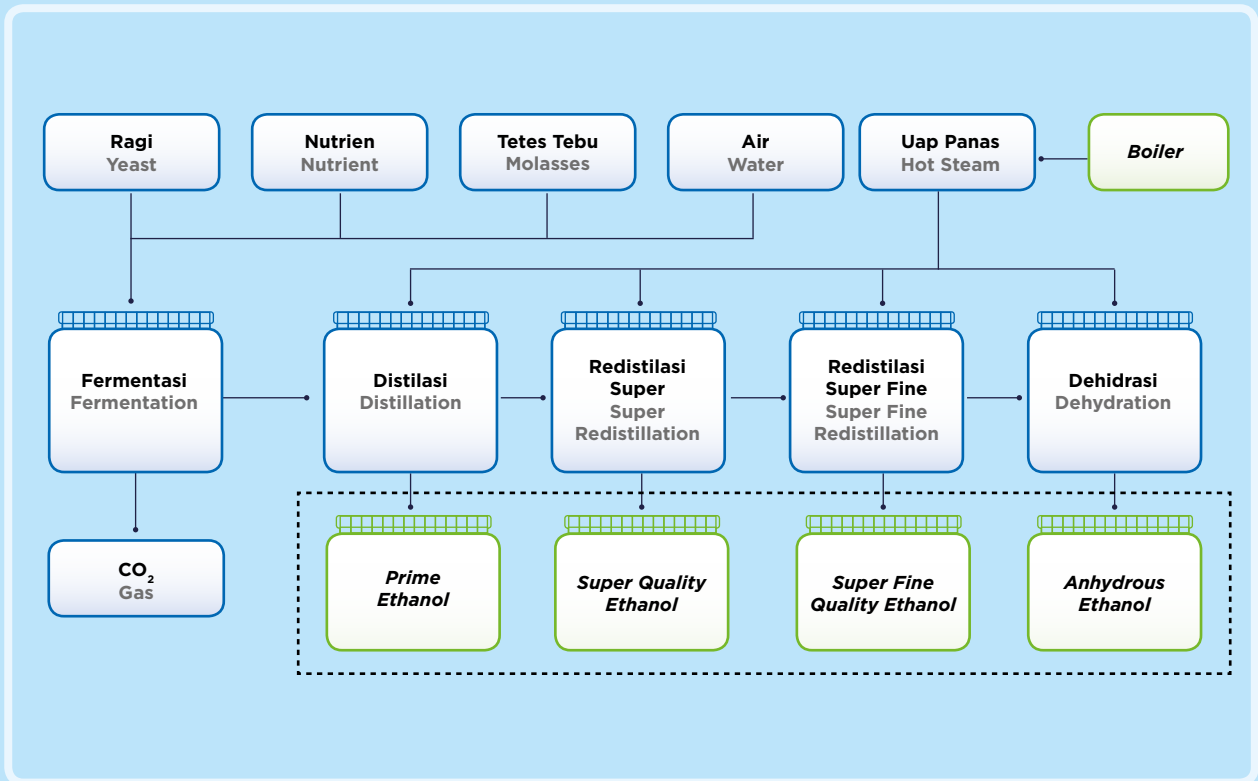 Ragi
Yeast
Nutrien
Nutrient
Tetes Tebu
Molasses
Air
Water
Uap Panas
Hot Steam
Boiler
Fermentasi
Fermentation
Distilasi
Distillation
Redistilasi
Super
Super
Redistillation
Redistilasi
Super Fine
Super Fine
Redistillation
Dehidrasi
Dehydration
CO₂
Gas
Prime
Ethanol
Super Quality
Ethanol
Super Fine
Quality Ethanol
Anhydrous
Ethanol